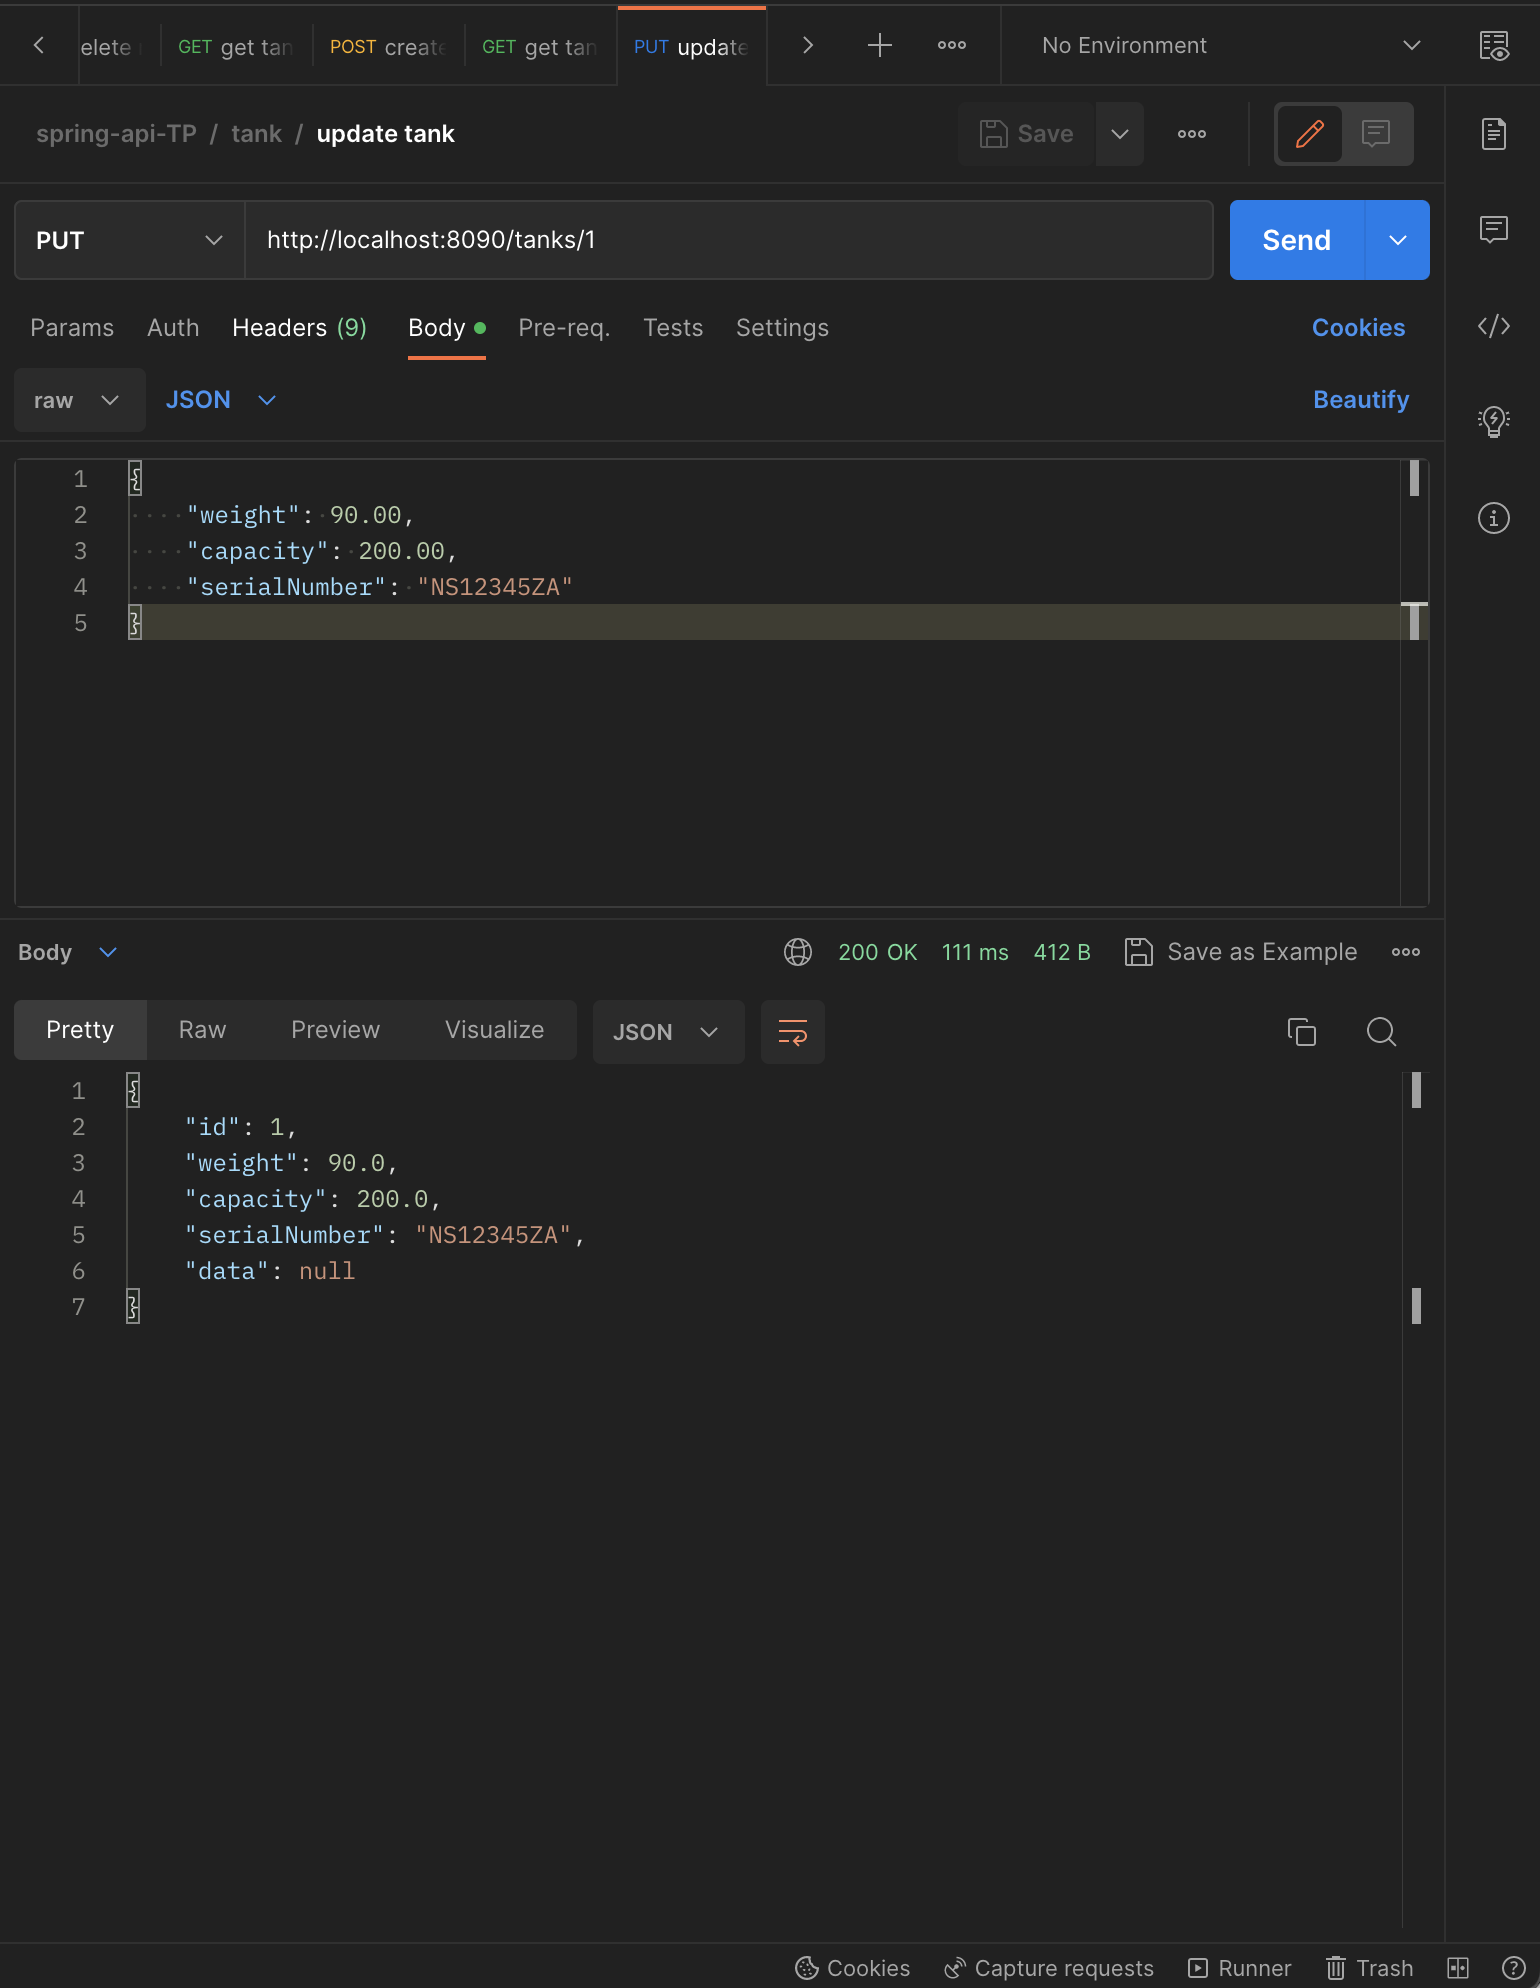 elete GET get tan POST create GET get tan PUT update No Environment
spring-api-TP / tank / update tank Save
PUT http://localhost:8090/tanks/1 Send
Params Auth Headers (9) Body Pre-req. Tests Settings Cookies
raw JSON Beautify
1 {
2 "weight": 90.00,
3 "capacity": 200.00,
4 "serialNumber": "NS12345ZA"
5 }
Body 200 OK 111 ms 412 B Save as Example
Pretty Raw Preview Visualize JSON
1 {
2 "id": 1,
3 "weight": 90.0,
4 "capacity": 200.0,
5 "serialNumber": "NS12345ZA",
6 "data": null
7 }
Cookies Capture requests Runner Trash